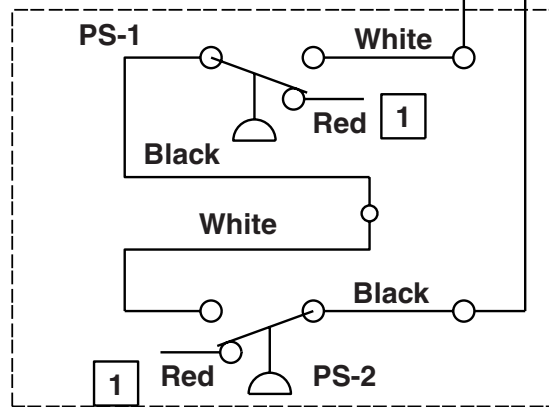 PS-1
White
Red 1
Black
White
Black
1 Red PS-2